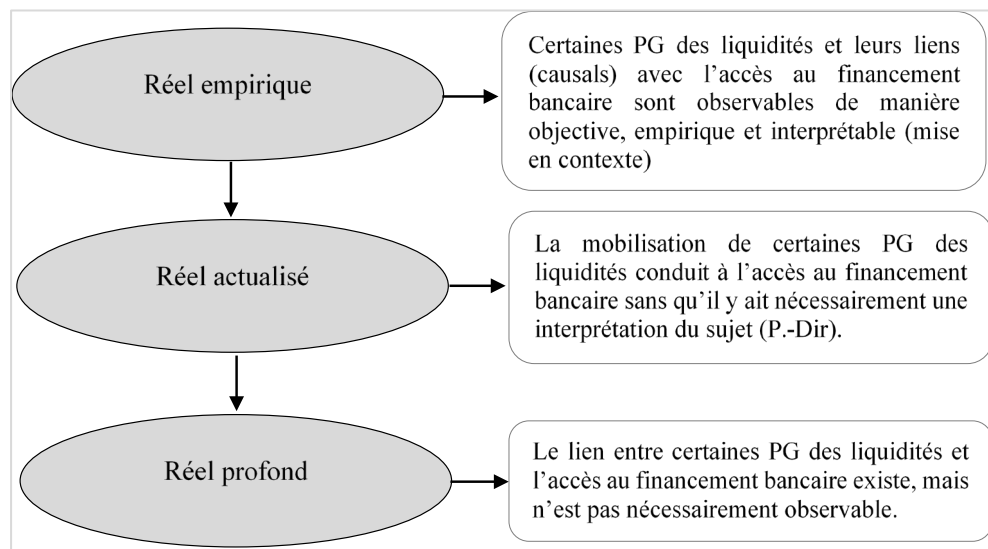 Réel empirique
Certaines PG des liquidités et leurs liens
(causals) avec l'accès au financement
bancaire sont observables de manière
objective, empirique et interprétable (mise
en contexte)
Réel actualisé
La mobilisation de certaines PG des
liquidités conduit à l'accès au financement
bancaire sans qu'il y ait nécessairement une
interprétation du sujet (P.-Dir).
Réel profond
Le lien entre certaines PG des liquidités et
l'accès au financement bancaire existe, mais
n'est pas nécessairement observable.